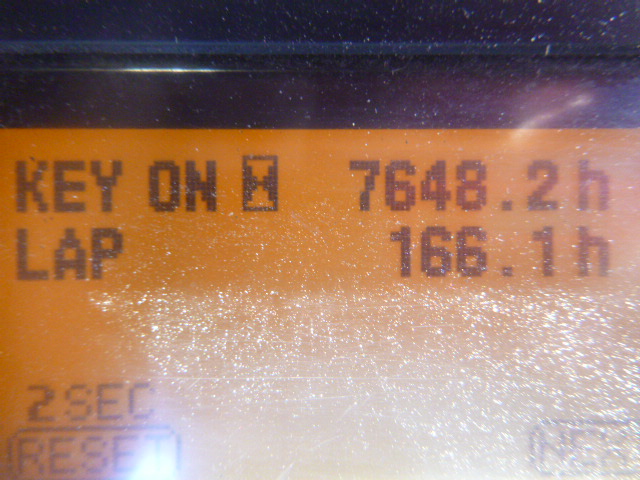 KEY ON 7648.2h
LAP 166.1h
2SEC
RESET